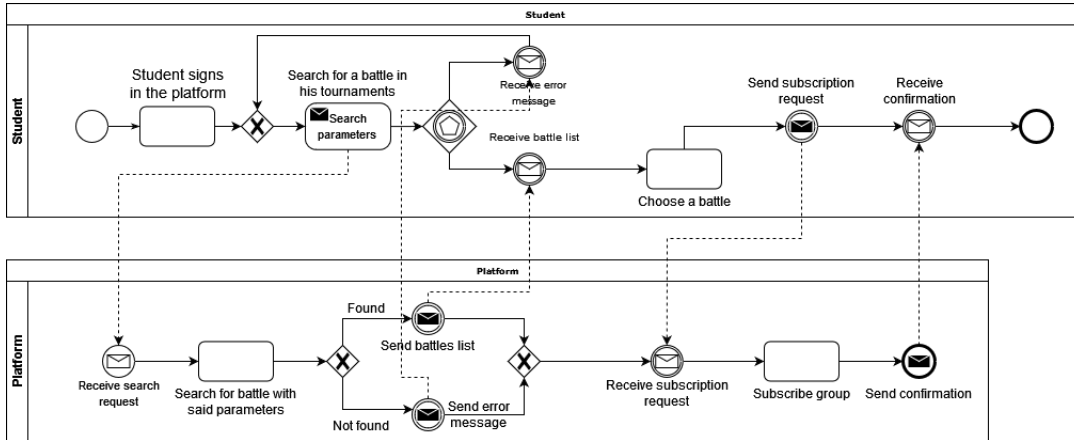 Student
Student
Student signs
in the platform
Search for a battle in
his tournaments
Search
parameters
Receive error
message
Receive battle list
Choose a battle
Send subscription
request
Receive
confirmation
Platform
Platform
Receive search
request
Search for battle with
said parameters
Found
Not found
Send battles list
Send error
message
Receive subscription
request
Subscribe group
Send confirmation